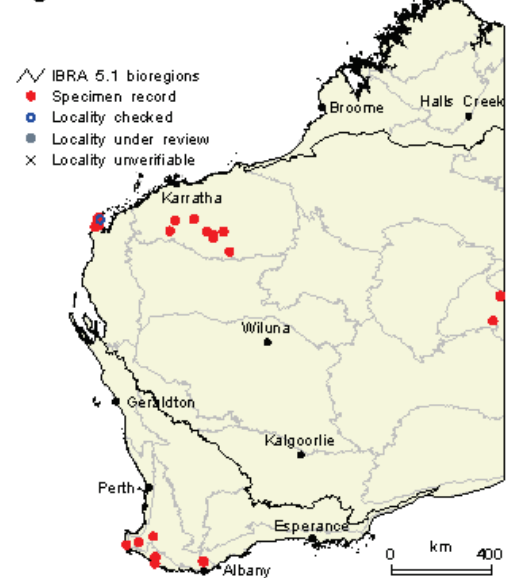 IBRA 5.1 bioregions
Specimen record
Locality checked
Locality under review
Locality unverifiable
Broome
Halls Creek
Karratha
Wiluna
Geraldton
Kalgoorlie
Perth
Esperance
Albany
km
0 400